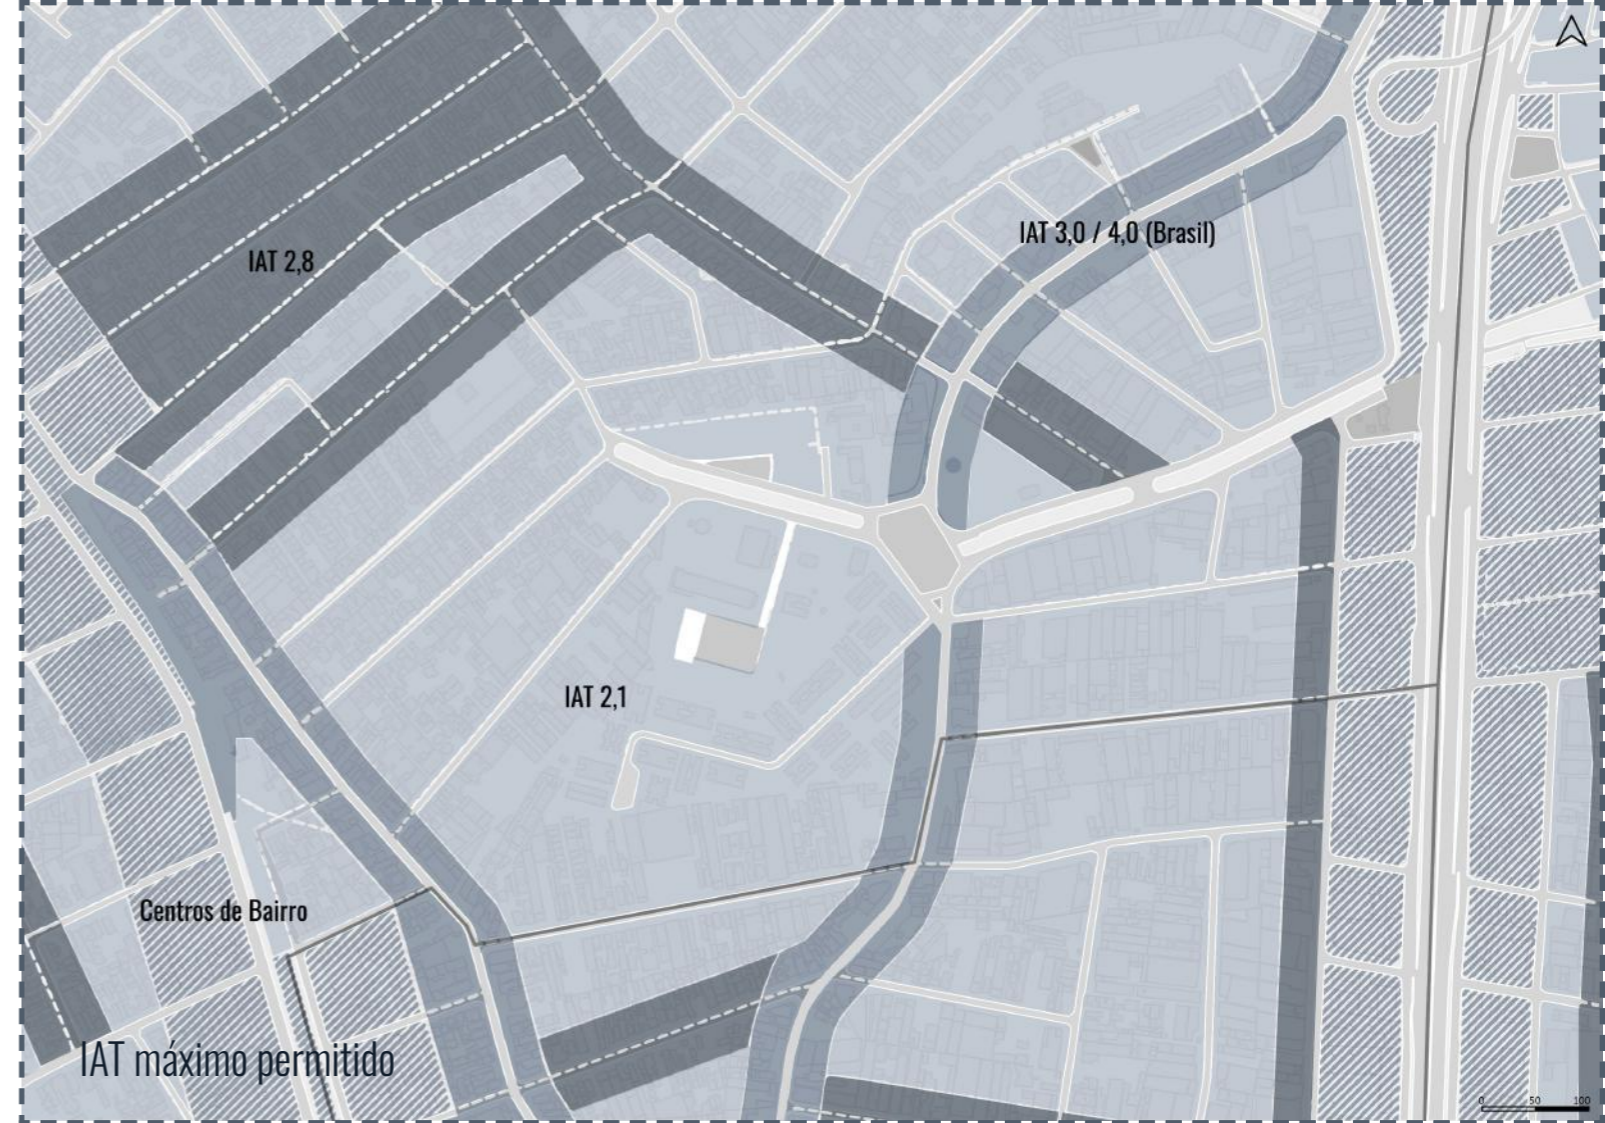 IAT 3,0 / 4,0 (Brasil)
IAT 2,8
IAT 2,1
Centros de Bairro
IAT máximo permitido
0 50 100